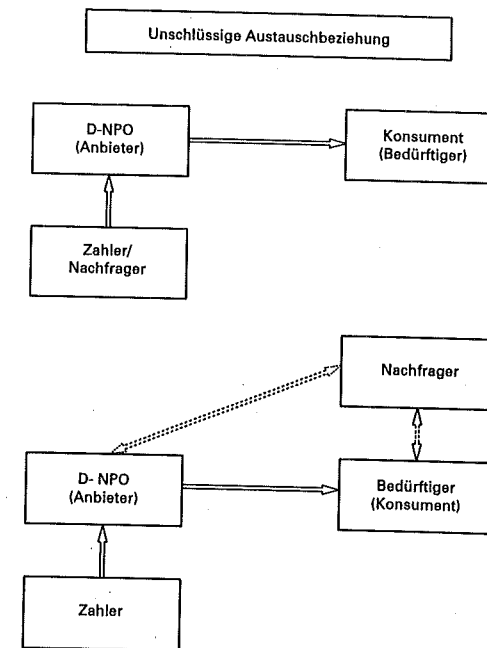 Unschlüssige Austauschbeziehung
D-NPO
(Anbieter)
Konsument
(Bedürftiger)
Zahler/
Nachfrager
Nachfrager
D- NPO
(Anbieter)
Bedürftiger
(Konsument)
Zahler